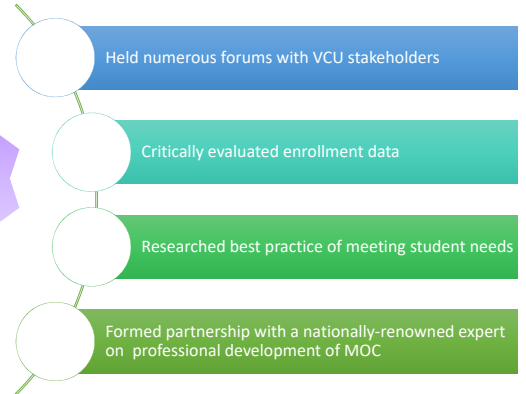 Held numerous forums with VCU stakeholders
Critically evaluated enrollment data
Researched best practice of meeting student needs
Formed partnership with a nationally-renowned expert
on professional development of MOC